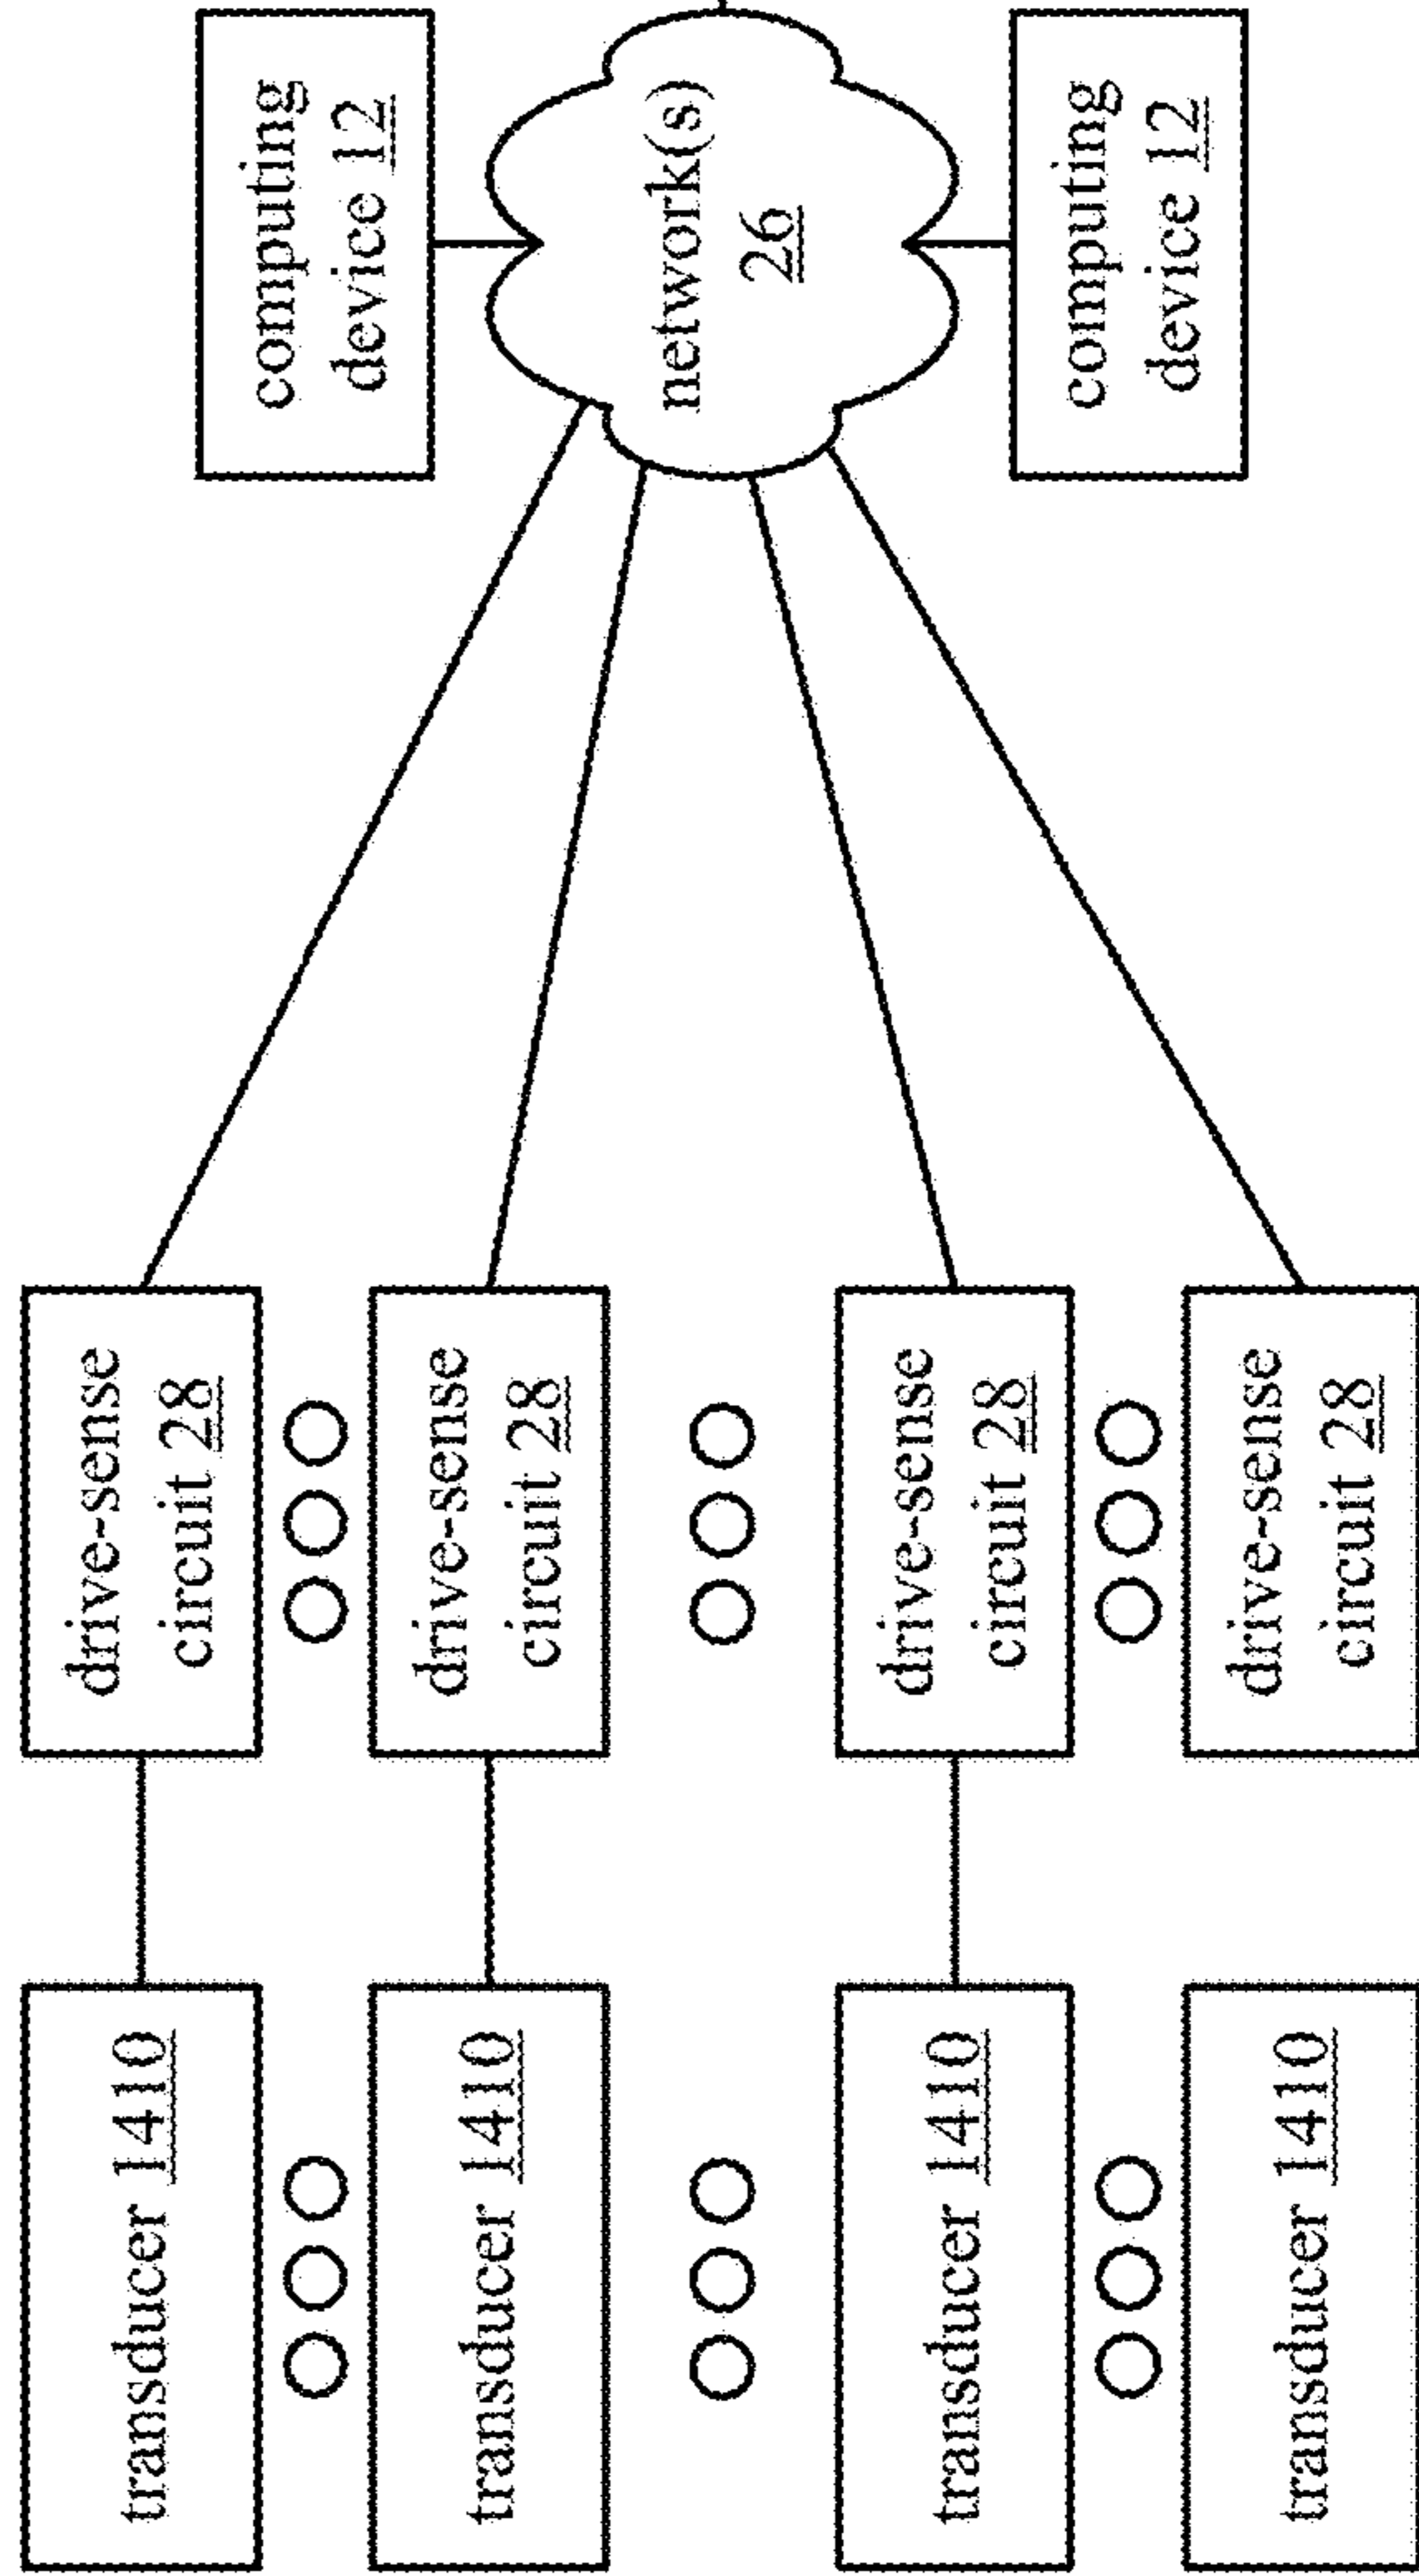 computing
device 12
network(s)
26
computing
device 12
drive-sense
circuit 28
drive-sense
circuit 28
drive-sense
circuit 28
drive-sense
circuit 28
transducer 1410
transducer 1410
transducer 1410
transducer 1410